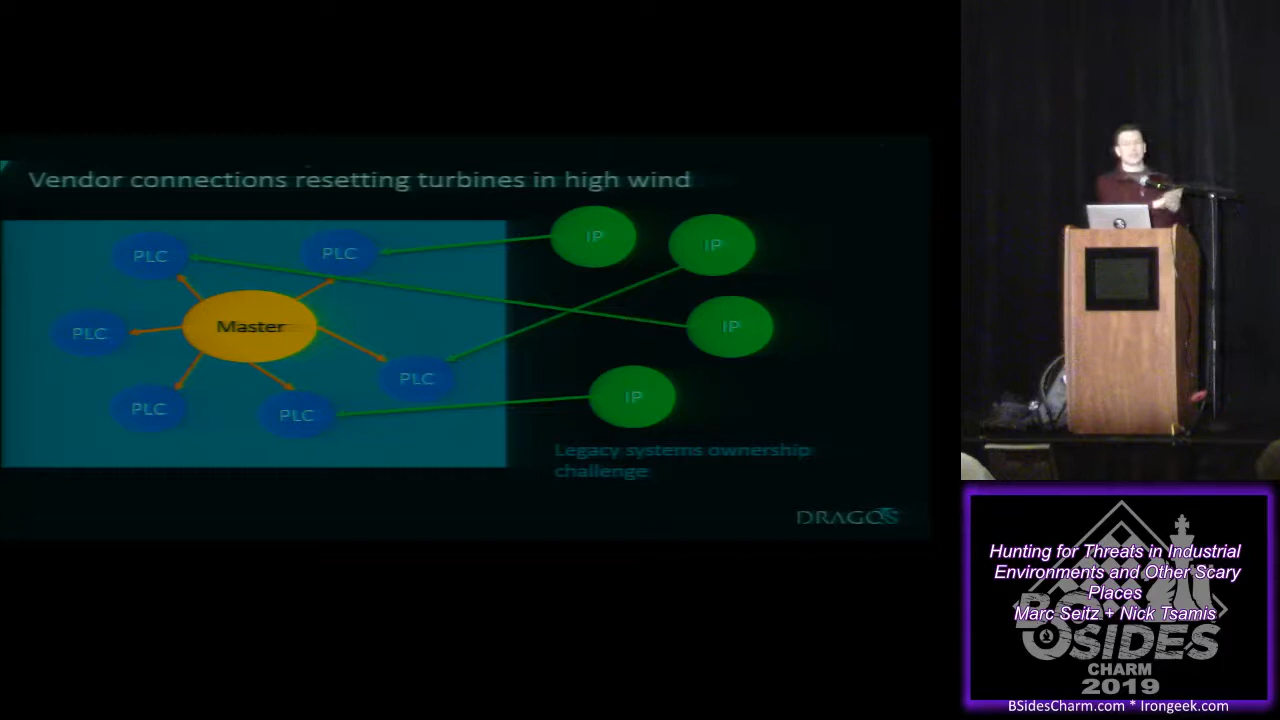 Vendor connections resetting turbines in high wind
PLC
PLC
IP
IP
Master
PLC
IP
PLC
PLC
PLC
IP
Legacy systems ownership
challenge
DRAGOS
Hunting for Threats in Industrial
Environments and Other Scary
Places
Marc Seitz + Nick Tsamis
BSIDES
CHARM
2019
BSidesCharm.com * Irongeek.com